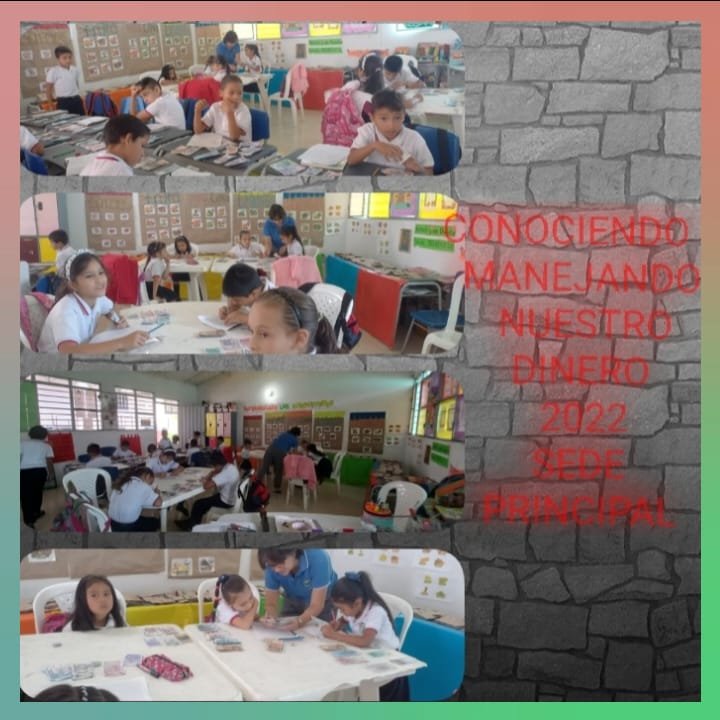 CONOCIENDO
MANEJANDO
NUESTRO
DINERO
2022
SEDE
PRINCIPAL